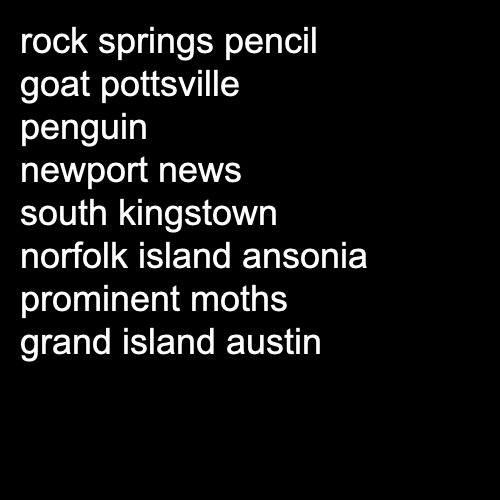 rock springs pencil
goat pottsville
penguin
newport news
south kingstown
norfolk island ansonia
prominent moths
grand island austin